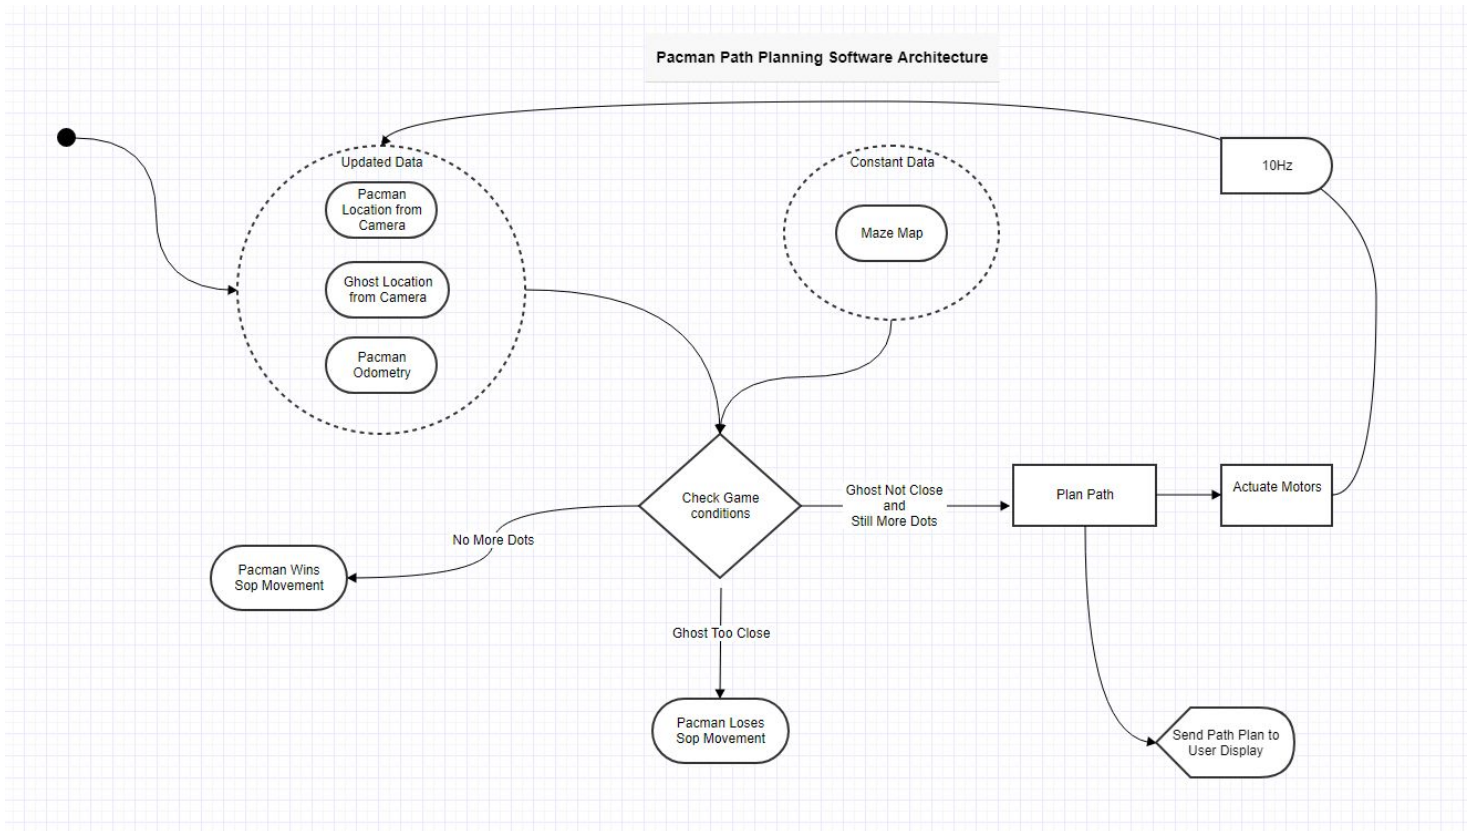 Pacman Path Planning Software Architecture
Updated Data
Pacman
Location from
Camera
Ghost Location
from Camera
Pacman
Odometry
Constant Data
Maze Map
10Hz
Check Game
conditions
Ghost Not Close
and
Still More Dots
Plan Path
Actuate Motors
No More Dots
Pacman Wins
Sop Movement
Ghost Too Close
Pacman Loses
Sop Movement
Send Path Plan to
User Display